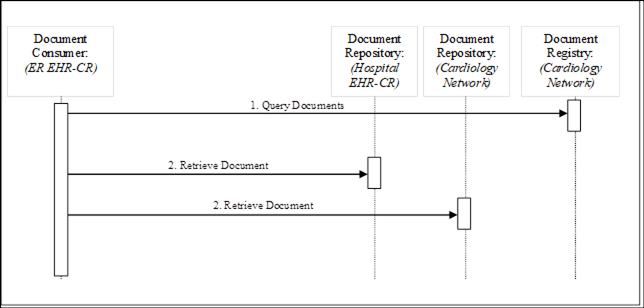 Document
Consumer:
(ER EHR-CR)
Document
Repository:
(Hospital
EHR-CR)
Document
Repository:
(Cardiology
Network)
Document
Registry:
(Cardiology
Network)
1. Query Documents
2. Retrieve Document
2. Retrieve Document